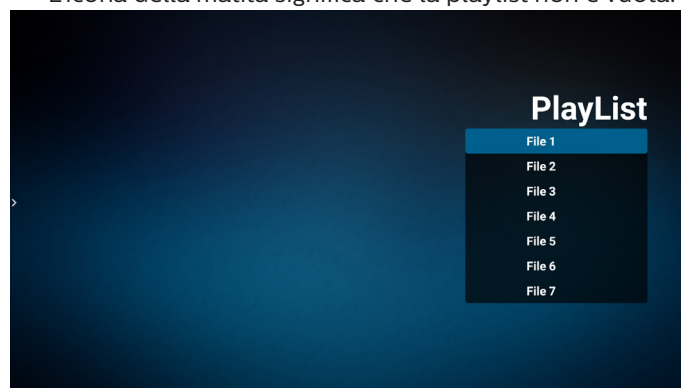 L'icona della matita significa che la playlist non è vuota.
PlayList
File 1
File 2
File 3
File 4
File 5
File 6
File 7